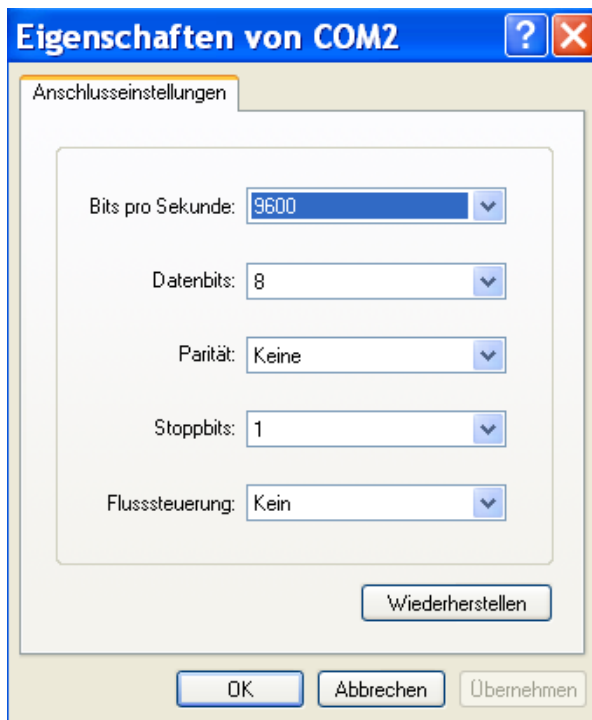 Eigenschaften von COM2
Anschlusseinstellungen
Bits pro Sekunde: 9600
Datenbits: 8
Parität: Keine
Stoppbits: 1
Flusssteuerung: Kein
Wiederherstellen
OK Abbrechen Übernehmen